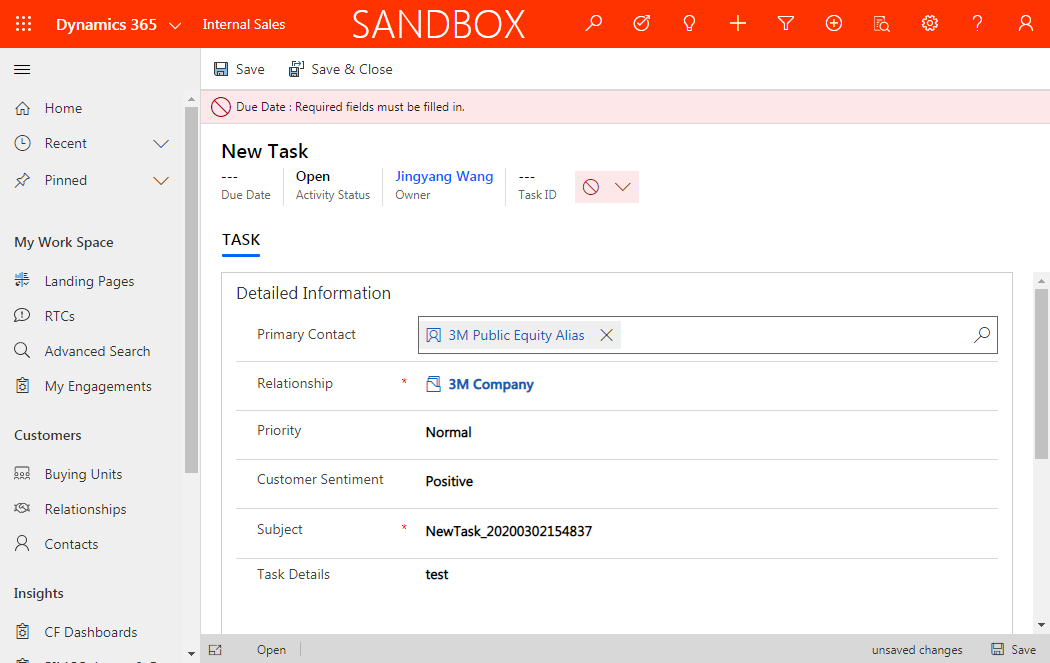 Dynamics 365
Internal Sales
SANDBOX
Save
Save & Close
Home
Recent
Pinned
My Work Space
Landing Pages
RTCs
Advanced Search
My Engagements
Customers
Buying Units
Relationships
Contacts
Insights
CF Dashboards
Due Date : Required fields must be filled in.
New Task
---
Due Date
Open
Activity Status
Jingyang Wang
Owner
---
Task ID
TASK
Detailed Information
Primary Contact
3M Public Equity Alias
Relationship *
3M Company
Priority
Normal
Customer Sentiment
Positive
Subject *
NewTask_20200302154837
Task Details
test
Open
unsaved changes
Save